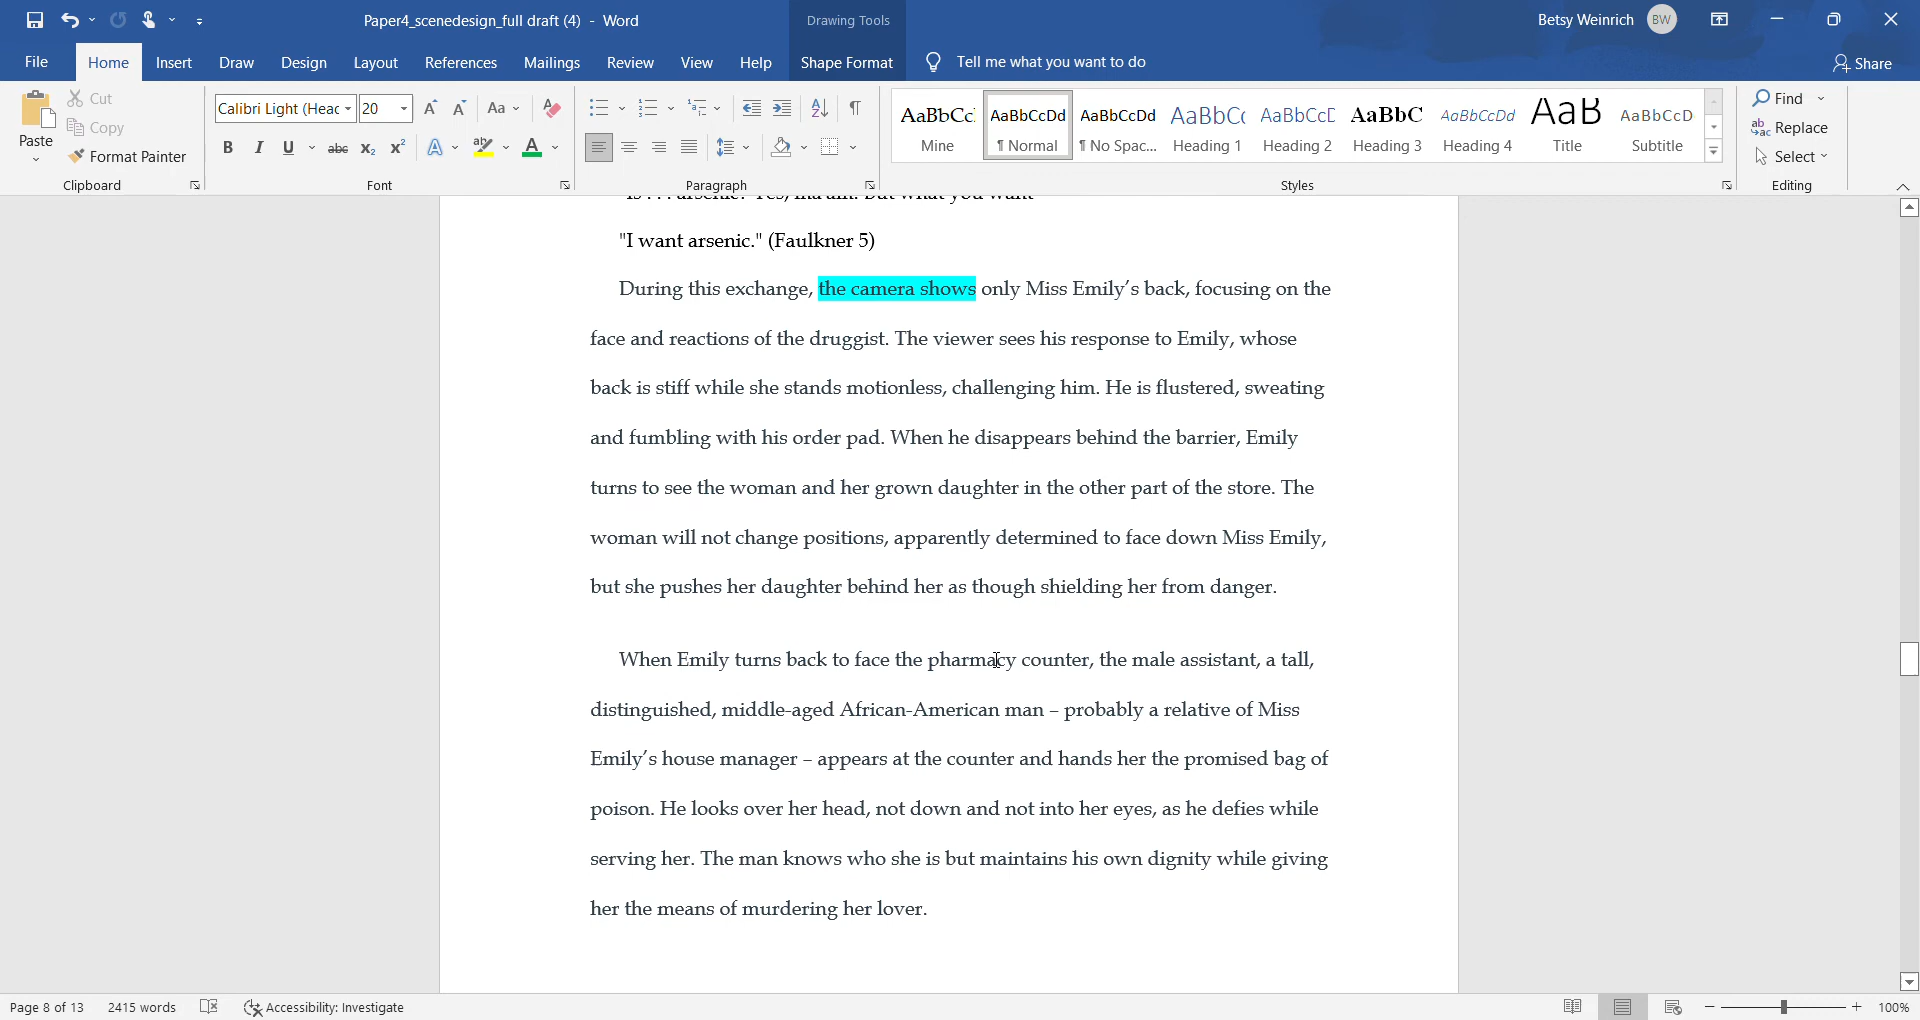 Paper4_scenedesign_full draft (4) - Word
Drawing Tools
Betsy Weinrich BW
File Home Insert Draw Design Layout References Mailings Review View Help Shape Format Tell me what you want to do Share
Paste
Cut
Copy
Format Painter
Clipboard
Calibri Light (Head 20
Aa
B I U abc x₂ x² A
Font
Paragraph
AaBbCc AaBbCcDd AaBbCcDd AaBbCc AaBbCcD AaBbC AaBbCcDd AaB AaBbCcD
Mine ¶ Normal ¶ No Spac... Heading 1 Heading 2 Heading 3 Heading 4 Title Subtitle
Styles
Find
Replace
Select
Editing
"I want arsenic." (Faulkner 5)
During this exchange, the camera shows only Miss Emily’s back, focusing on the
face and reactions of the druggist. The viewer sees his response to Emily, whose
back is stiff while she stands motionless, challenging him. He is flustered, sweating
and fumbling with his order pad. When he disappears behind the barrier, Emily
turns to see the woman and her grown daughter in the other part of the store. The
woman will not change positions, apparently determined to face down Miss Emily,
but she pushes her daughter behind her as though shielding her from danger.
When Emily turns back to face the pharmacy counter, the male assistant, a tall,
distinguished, middle-aged African-American man – probably a relative of Miss
Emily’s house manager – appears at the counter and hands her the promised bag of
poison. He looks over her head, not down and not into her eyes, as he defies while
serving her. The man knows who she is but maintains his own dignity while giving
her the means of murdering her lover.
Page 8 of 13 2415 words Accessibility: Investigate 100%